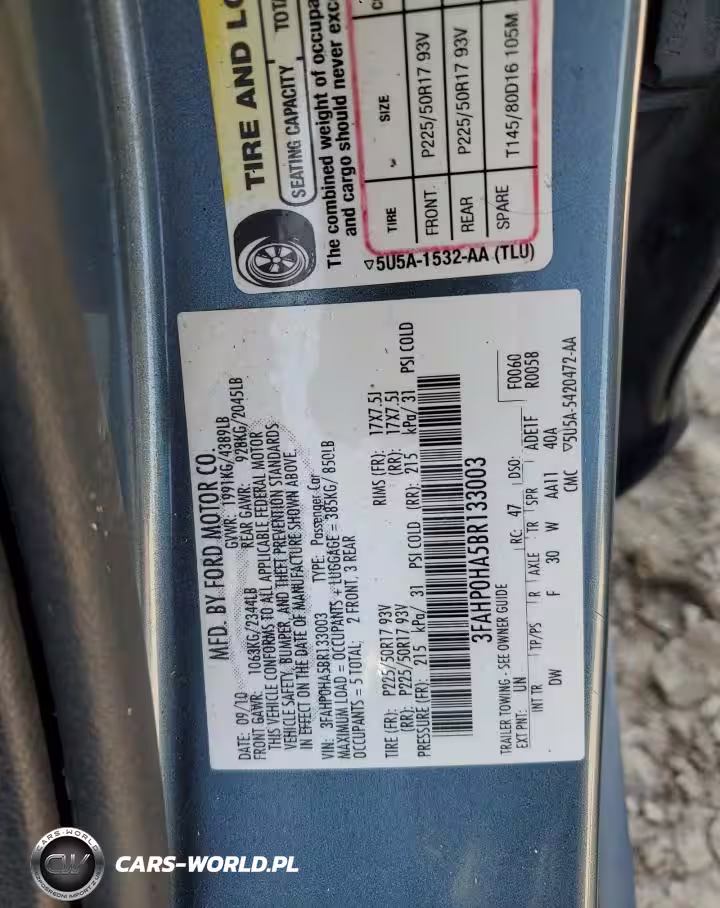 TIRE AND LO
SEATING CAPACITY
TOTA
The combined weight of occupa
and cargo should never exce
TIRE SIZE
FRONT P225/50R17 93V
REAR P225/50R17 93V
SPARE T145/80D16 105M
▽5U5A-1532-AA (TLU)
MFD. BY FORD MOTOR CO.
DATE: 09/10 GVWR: 1991KG/4389LB
FRONT GAWR: 1063KG/2344LB REAR GAWR: 928KG/2045LB
THIS VEHICLE CONFORMS TO ALL APPLICABLE FEDERAL MOTOR
VEHICLE SAFETY, BUMPER, AND THEFT PREVENTION STANDARDS
IN EFFECT ON THE DATE OF MANUFACTURE SHOWN ABOVE.
VIN: 3FAHP0HA5BR133003 TYPE: Passenger Car
MAXIMUM LOAD = OCCUPANTS + LUGGAGE = 385KG/ 850LB
OCCUPANTS = 5 TOTAL: 2 FRONT, 3 REAR
TIRE (FR): P225/50R17 93V RIMS (FR): 17X7.5J
(RR): P225/50R17 93V (RR): 17X7.5J
PRESSURE (FR): 215 kPa/ 31 PSI COLD (RR): 215 kPa/ 31 PSI COLD
3FAHP0HA5BR133003
TRAILER TOWING - SEE OWNER GUIDE
F0060
R0058
EXT PNT: UN RC: 47 DSO:
INT TR TP/PS R AXLE TR SPR ADE1F
DW F 30 W AA11 40A
CMC ▽5U5A-5420472-AA
CARS-WORLD
CW
CARS-WORLD.PL